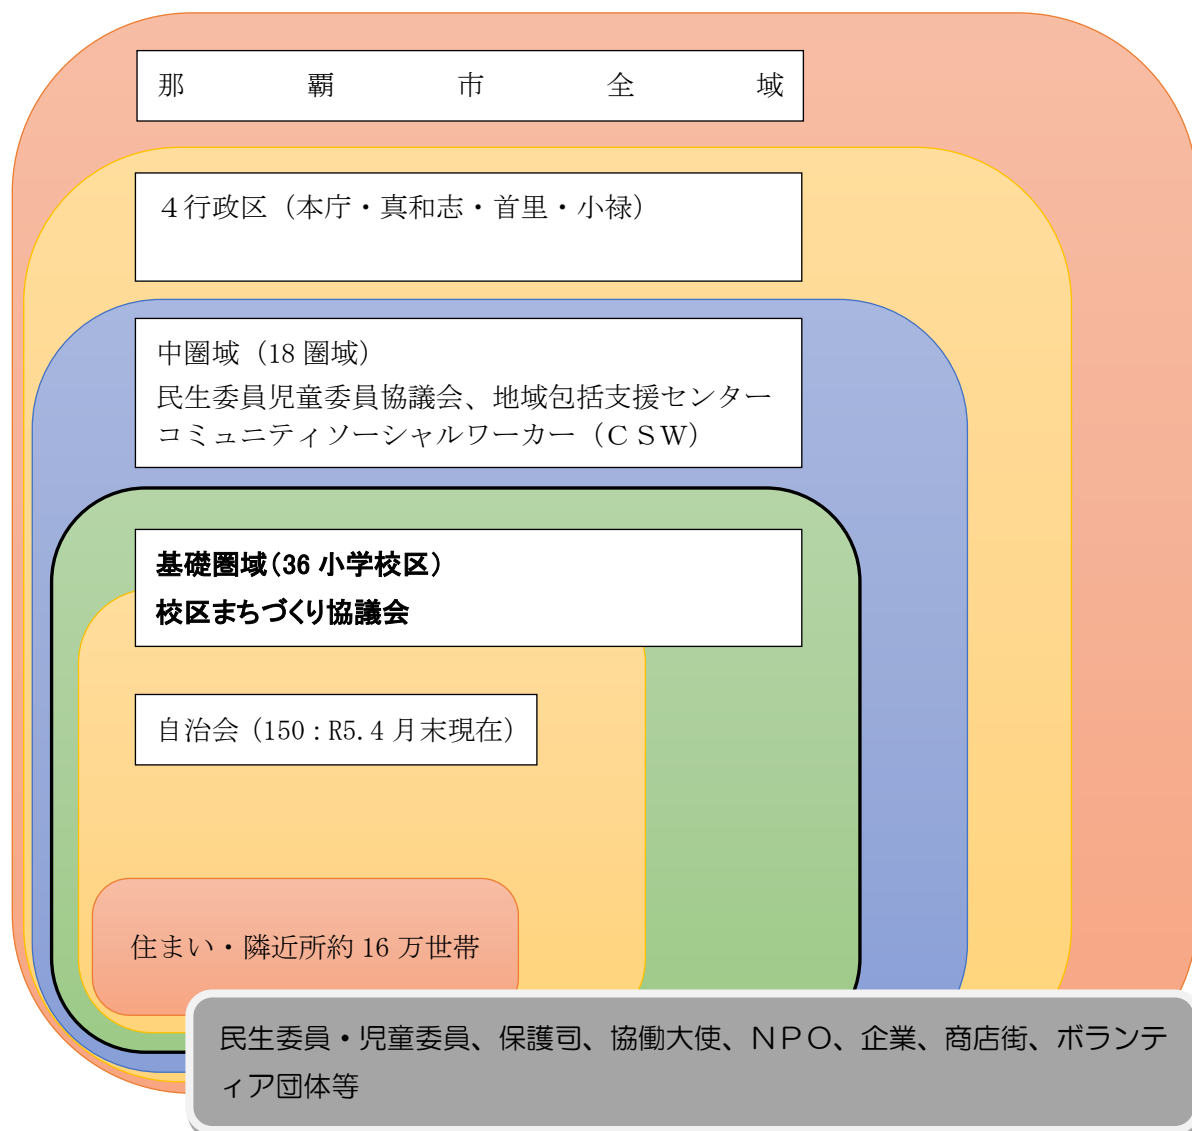 那覇市全域
４行政区（本庁・真和志・首里・小禄）
中圏域（18 圏域）
民生委員児童委員協議会、地域包括支援センター
コミュニティソーシャルワーカー（ＣＳＷ）
基礎圏域（36 小学校区）
校区まちづくり協議会
自治会（150：R5.4 月末現在）
住まい・隣近所約 16 万世帯
民生委員・児童委員、保護司、協働大使、ＮＰＯ、企業、商店街、ボランテ
ィア団体等